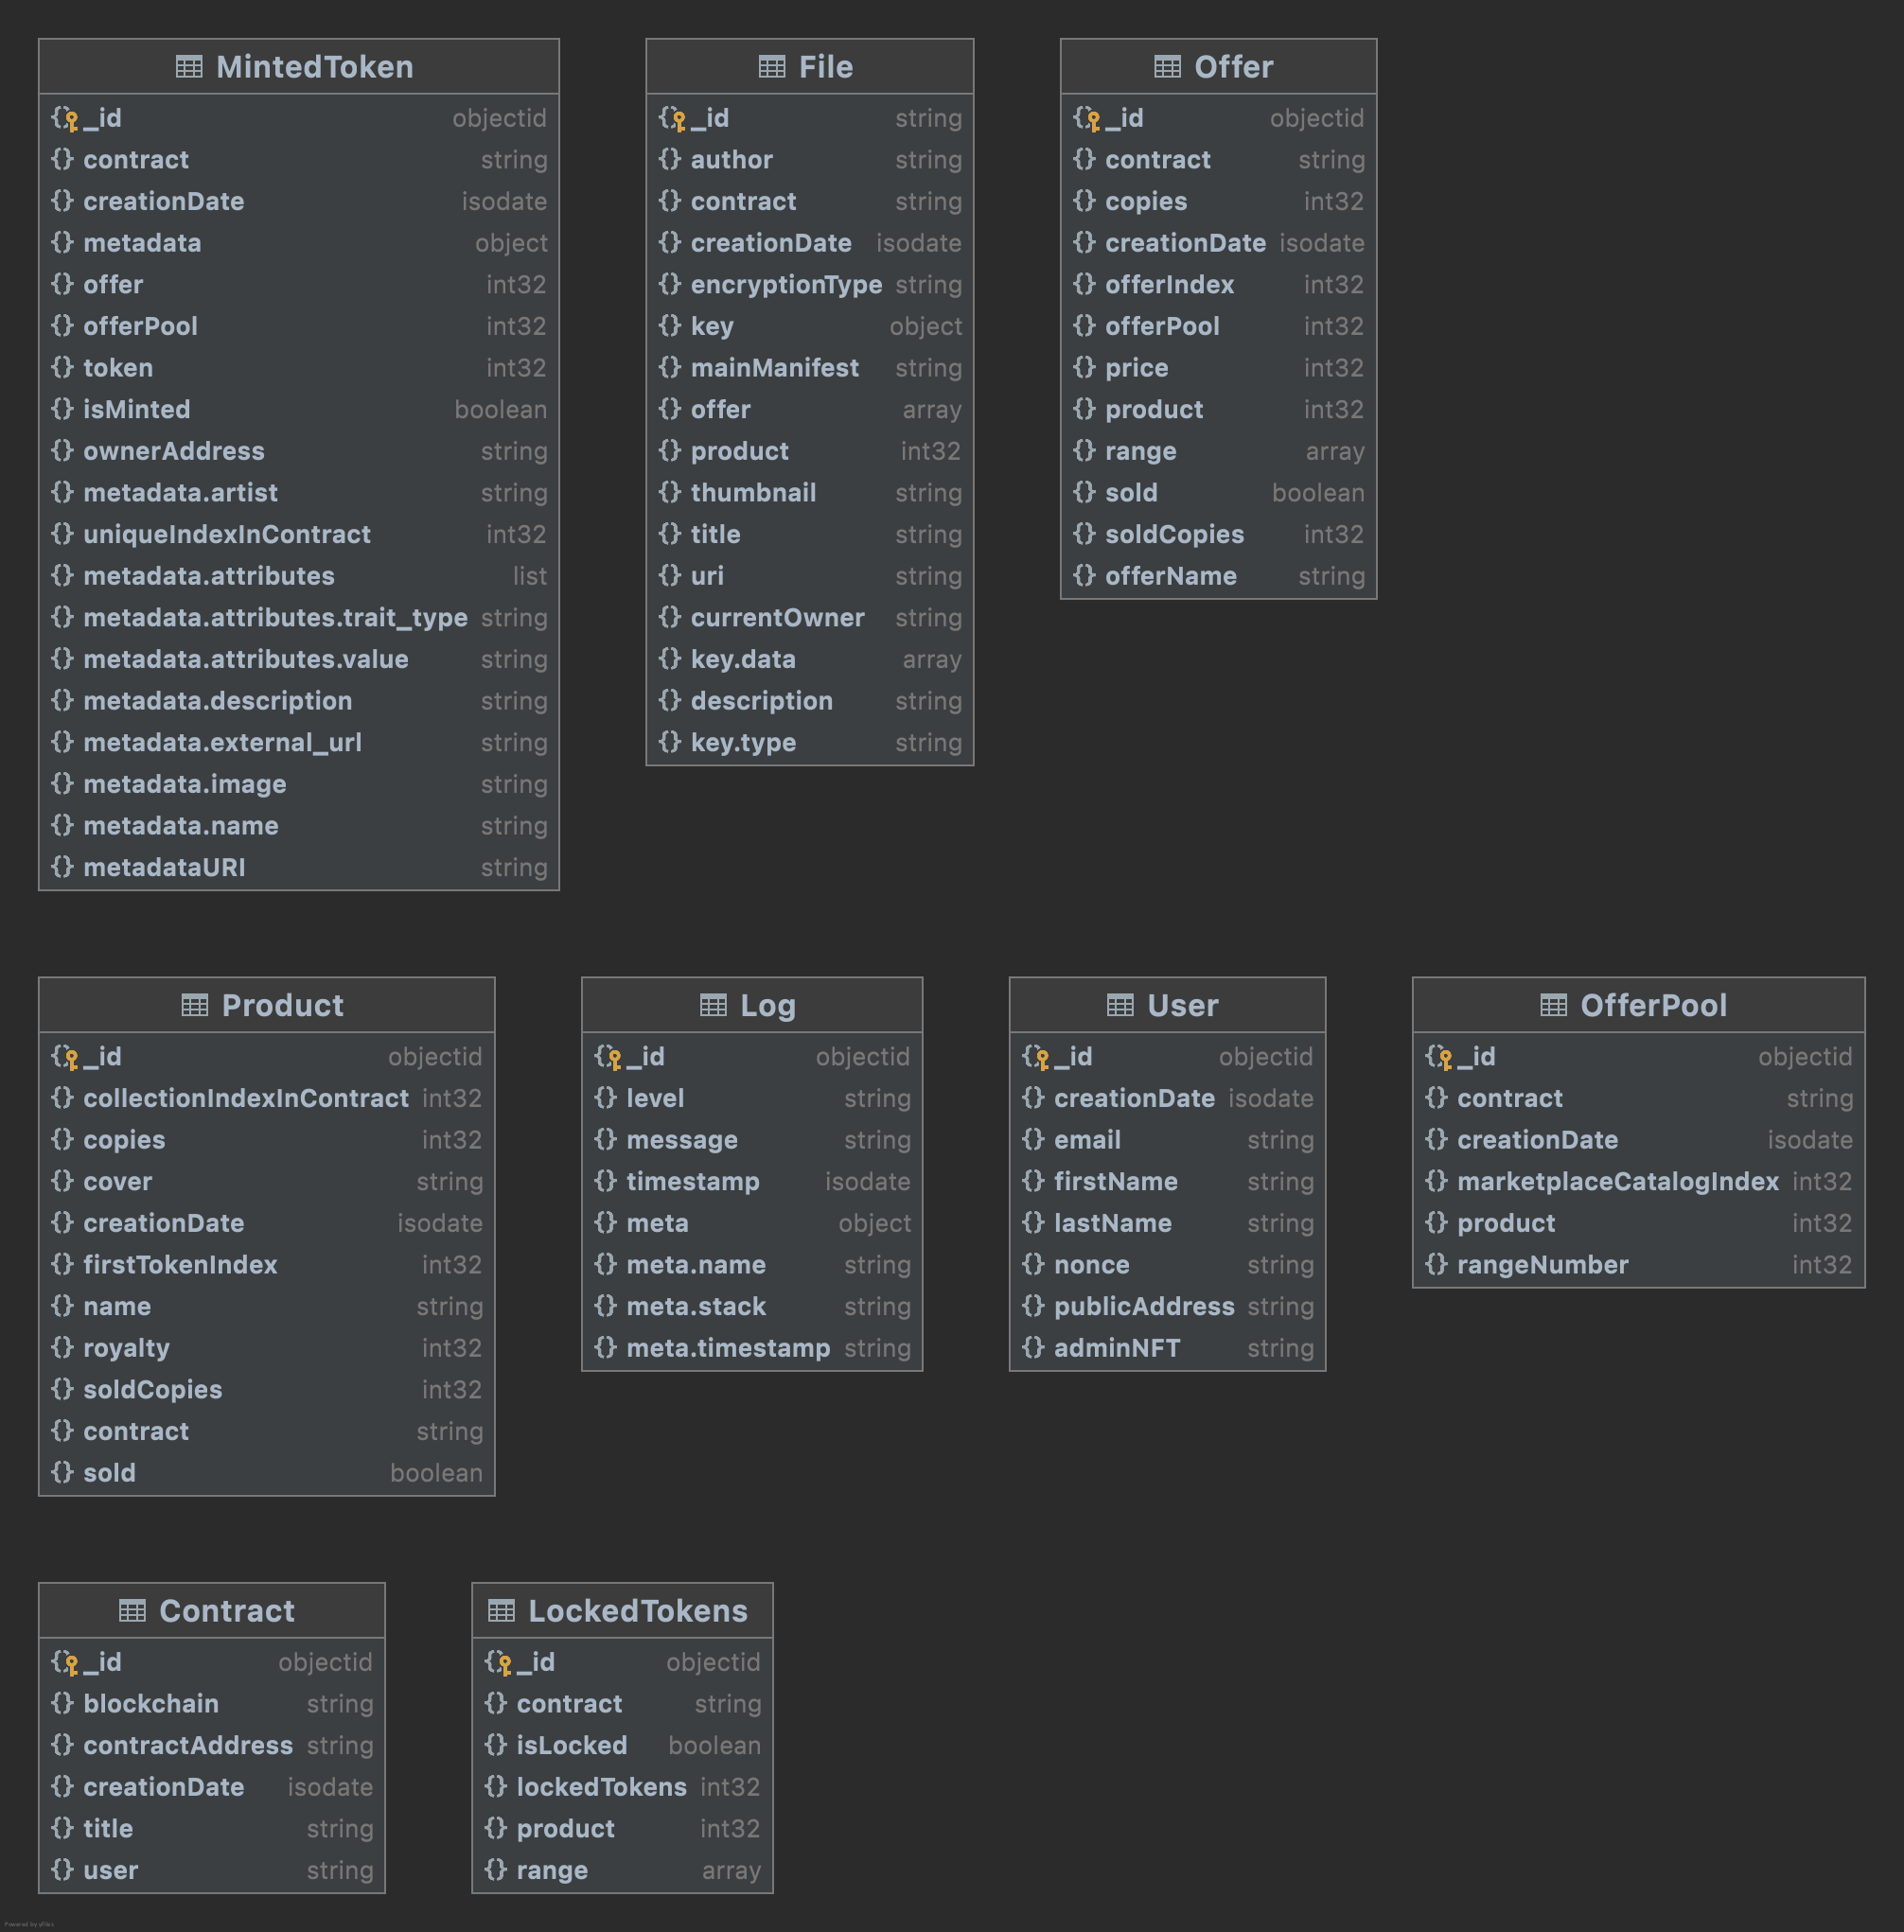 MintedToken
_id objectid
contract string
creationDate isodate
metadata object
offer int32
offerPool int32
token int32
isMinted boolean
ownerAddress string
metadata.artist string
uniqueIndexInContract int32
metadata.attributes list
metadata.attributes.trait_type string
metadata.attributes.value string
metadata.description string
metadata.external_url string
metadata.image string
metadata.name string
metadataURI string
File
_id string
author string
contract string
creationDate isodate
encryptionType string
key object
mainManifest string
offer array
product int32
thumbnail string
title string
uri string
currentOwner string
key.data array
description string
key.type string
Offer
_id objectid
contract string
copies int32
creationDate isodate
offerIndex int32
offerPool int32
price int32
product int32
range array
sold boolean
soldCopies int32
offerName string
Product
_id objectid
collectionIndexInContract int32
copies int32
cover string
creationDate isodate
firstTokenIndex int32
name string
royalty int32
soldCopies int32
contract string
sold boolean
Log
_id objectid
level string
message string
timestamp isodate
meta object
meta.name string
meta.stack string
meta.timestamp string
User
_id objectid
creationDate isodate
email string
firstName string
lastName string
nonce string
publicAddress string
adminNFT string
OfferPool
_id objectid
contract string
creationDate isodate
marketplaceCatalogIndex int32
product int32
rangeNumber int32
Contract
_id objectid
blockchain string
contractAddress string
creationDate isodate
title string
user string
LockedTokens
_id objectid
contract string
isLocked boolean
lockedTokens int32
product int32
range array
Powered by yFiles